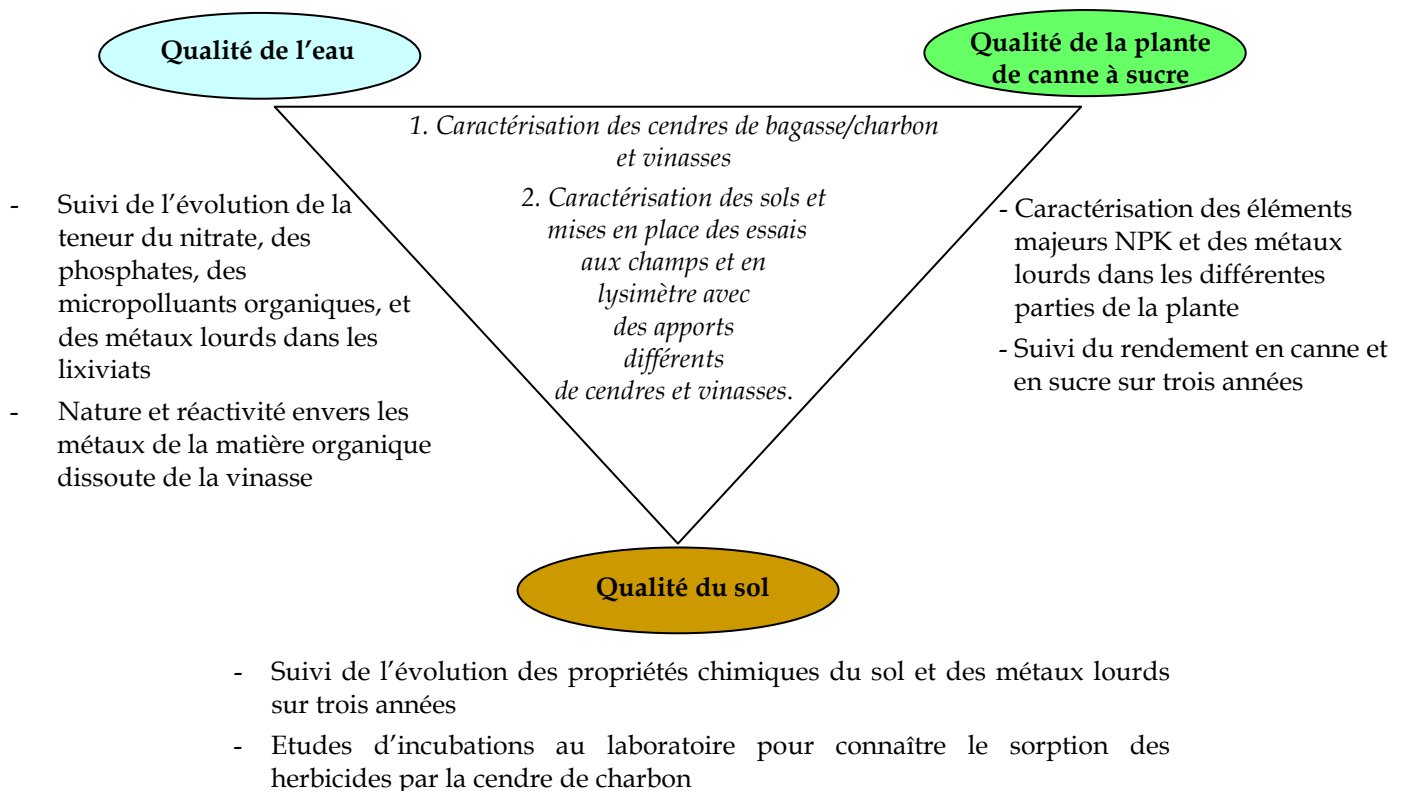 Qualité de l'eau
Qualité de la plante
de canne à sucre
1. Caractérisation des cendres de bagasse/charbon
et vinasses
2. Caractérisation des sols et
mises en place des essais
aux champs et en
lysimètre avec
des apports
différents
de cendres et vinasses.
- Suivi de l'évolution de la
teneur du nitrate, des
phosphates, des
micropolluants organiques, et
des métaux lourds dans les
lixiviats
- Nature et réactivité envers les
métaux de la matière organique
dissoute de la vinasse
- Caractérisation des éléments
majeurs NPK et des métaux
lourds dans les différentes
parties de la plante
- Suivi du rendement en canne et
en sucre sur trois années
Qualité du sol
- Suivi de l'évolution des propriétés chimiques du sol et des métaux lourds
sur trois années
- Etudes d'incubations au laboratoire pour connaître le sorption des
herbicides par la cendre de charbon